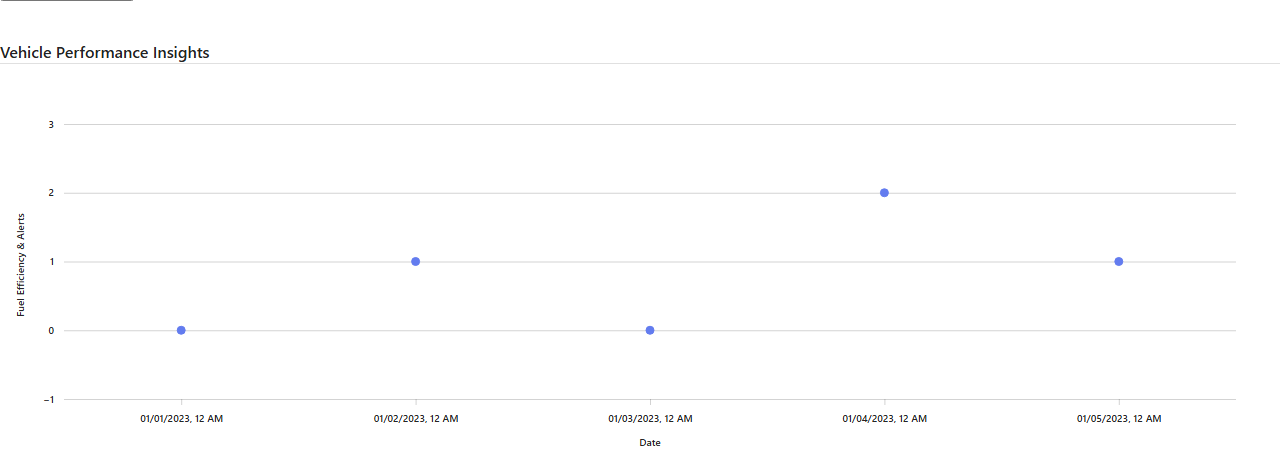 Vehicle Performance Insights
3
2
1
0
−1
Fuel Efficiency & Alerts
01/01/2023, 12 AM
01/02/2023, 12 AM
01/03/2023, 12 AM
01/04/2023, 12 AM
01/05/2023, 12 AM
Date